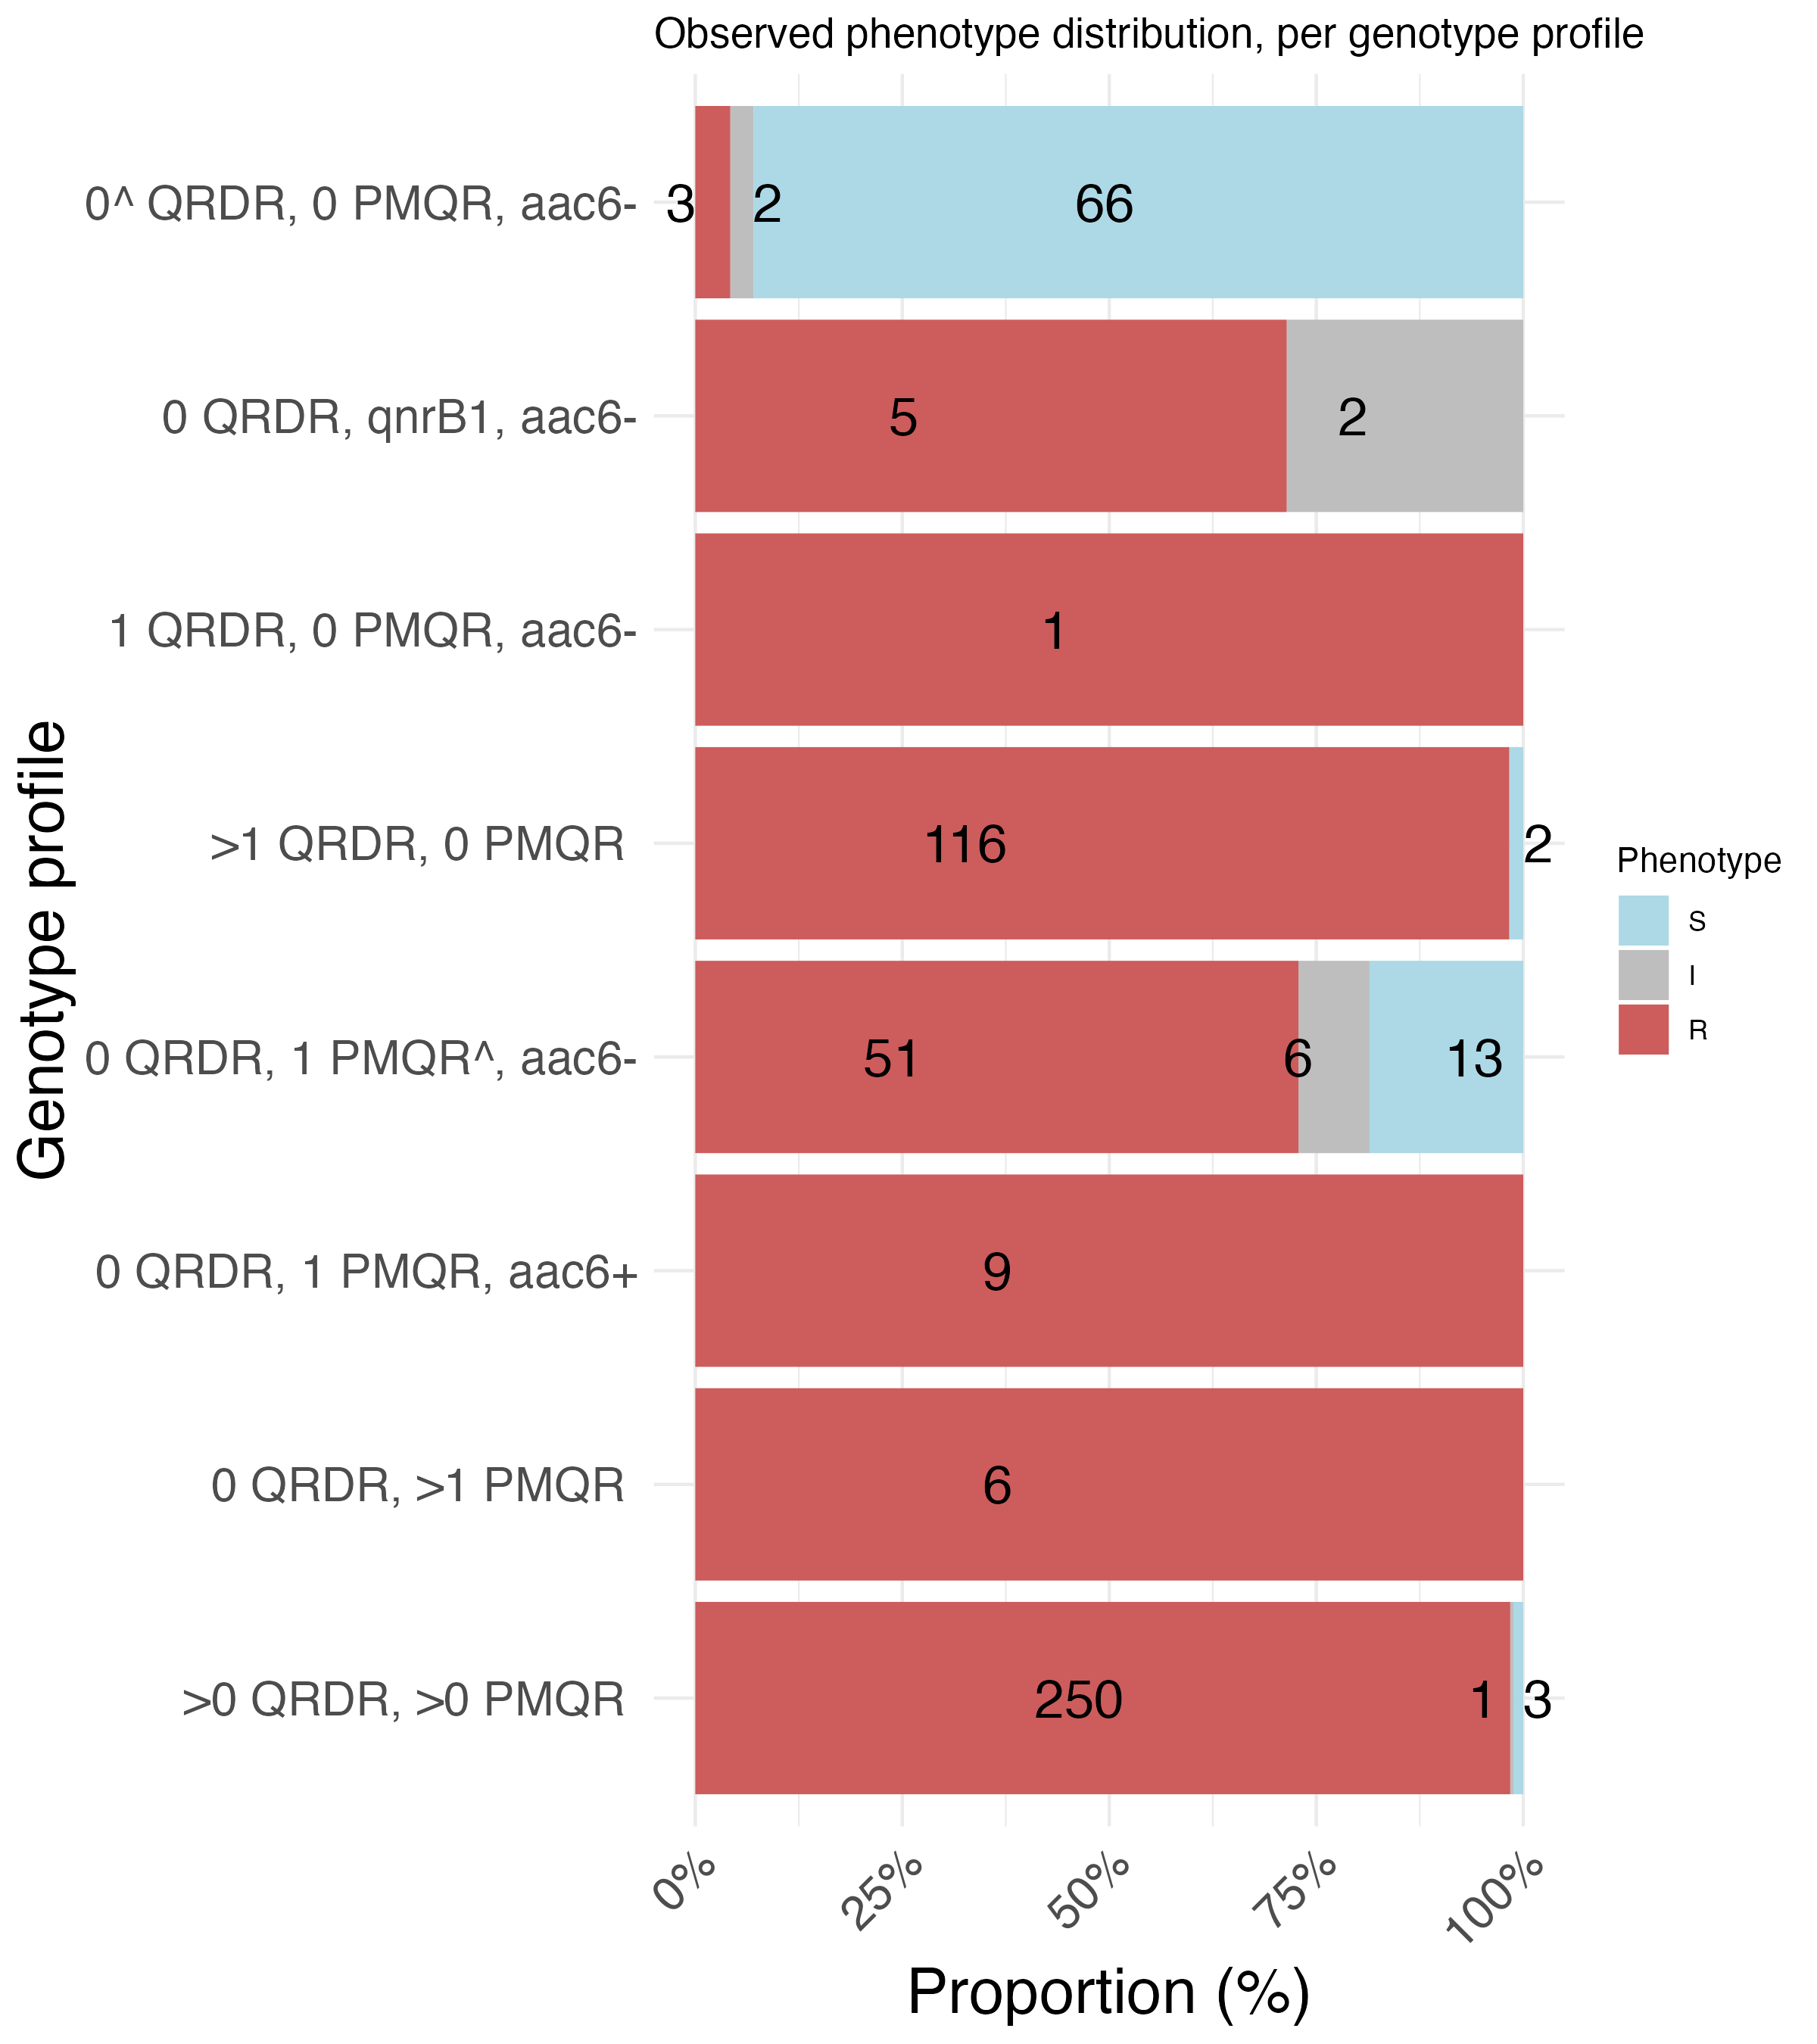 Observed phenotype distribution, per genotype profile
Genotype profile
0^ QRDR, 0 PMQR, aac6- 3 2 66
0 QRDR, qnrB1, aac6- 5 2
1 QRDR, 0 PMQR, aac6- 1
>1 QRDR, 0 PMQR 116 2
0 QRDR, 1 PMQR^, aac6- 51 6 13
0 QRDR, 1 PMQR, aac6+ 9
0 QRDR, >1 PMQR 6
>0 QRDR, >0 PMQR 250 1 3
0% 25% 50% 75% 100%
Proportion (%)
Phenotype
S
I
R